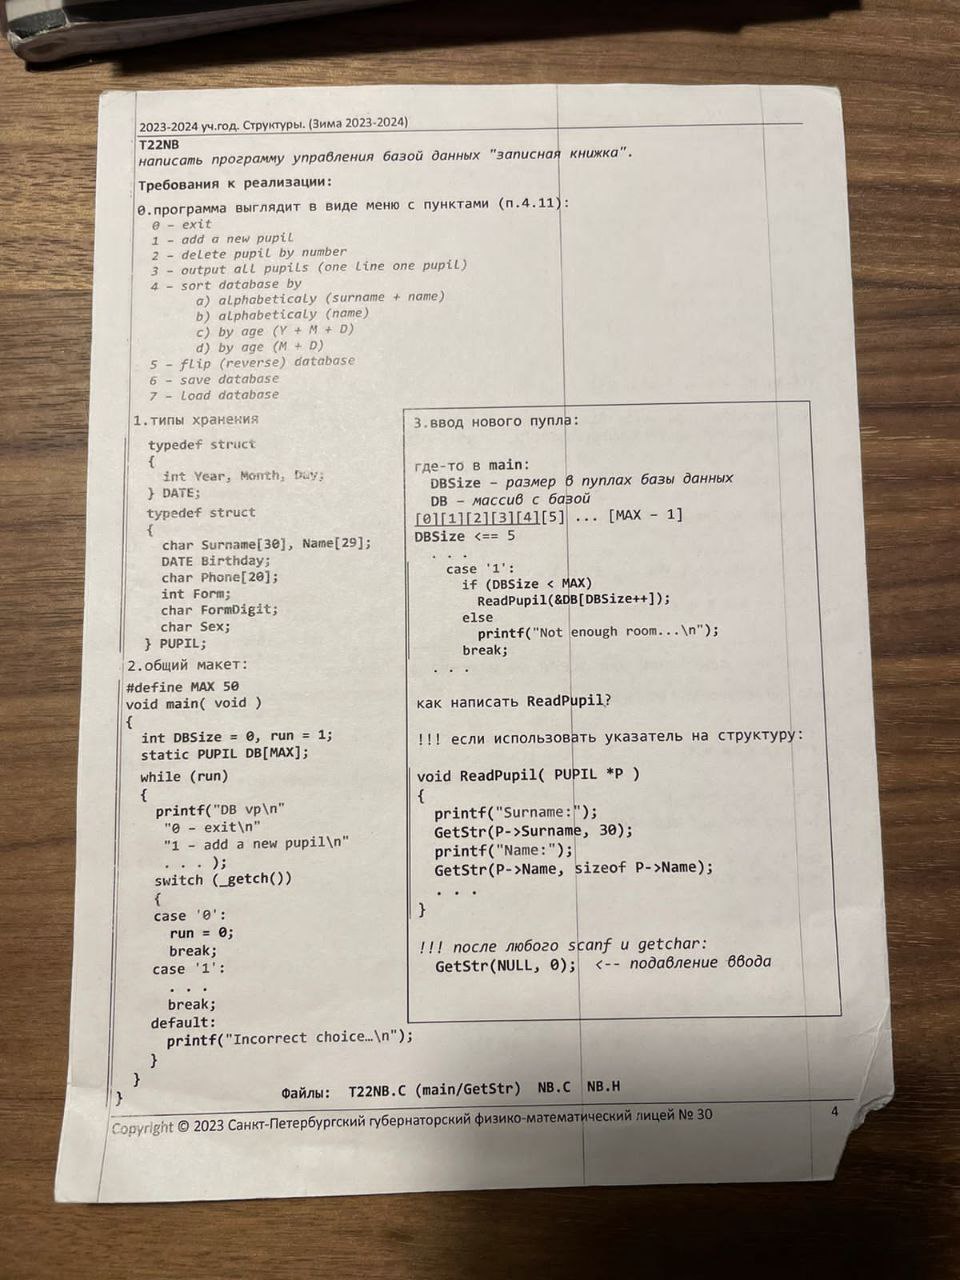 2023-2024 уч.год. Структуры. (Зима 2023-2024)
T22NB
написать программу управления базой данных "записная книжка".
Требования к реализации:
0.программа выглядит в виде меню с пунктами (п.4.11):
0 – exit
1 – add a new pupil
2 – delete pupil by number
3 – output all pupils (one line one pupil)
4 – sort database by
a) alphabeticaly (surname + name)
b) alphabeticaly (name)
c) by age (Y + M + D)
d) by age (M + D)
5 – flip (reverse) database
6 – save database
7 – load database
1.типы хранения
typedef struct
{
int Year, Month, Day;
} DATE;
typedef struct
{
char Surname[30], Name[29];
DATE Birthday;
char Phone[20];
int Form;
char FormDigit;
char Sex;
} PUPIL;
2.общий макет:
#define MAX 50
void main( void )
{
int DBSize = 0, run = 1;
static PUPIL DB[MAX];
while (run)
{
printf("DB vp\n"
"0 – exit\n"
"1 – add a new pupil\n"
. . . );
switch (_getch())
{
case '0':
run = 0;
break;
case '1':
. . .
break;
default:
printf("Incorrect choice…\n");
}
}
}
3.ввод нового пупла:
где-то в main:
DBSize – размер в пуплах базы данных
DB – массив с базой
[0][1][2][3][4][5] ... [MAX – 1]
DBSize <== 5
. . .
case '1':
if (DBSize < MAX)
ReadPupil(&DB[DBSize++]);
else
printf("Not enough room...\n");
break;
. . .
как написать ReadPupil?
!!! если использовать указатель на структуру:
void ReadPupil( PUPIL *P )
{
printf("Surname:");
GetStr(P->Surname, 30);
printf("Name:");
GetStr(P->Name, sizeof P->Name);
. . .
}
!!! после любого scanf и getchar:
GetStr(NULL, 0); <-- подавление ввода
Файлы: T22NB.C (main/GetStr) NB.C NB.H
Copyright © 2023 Санкт-Петербургский губернаторский физико-математический лицей № 30
4